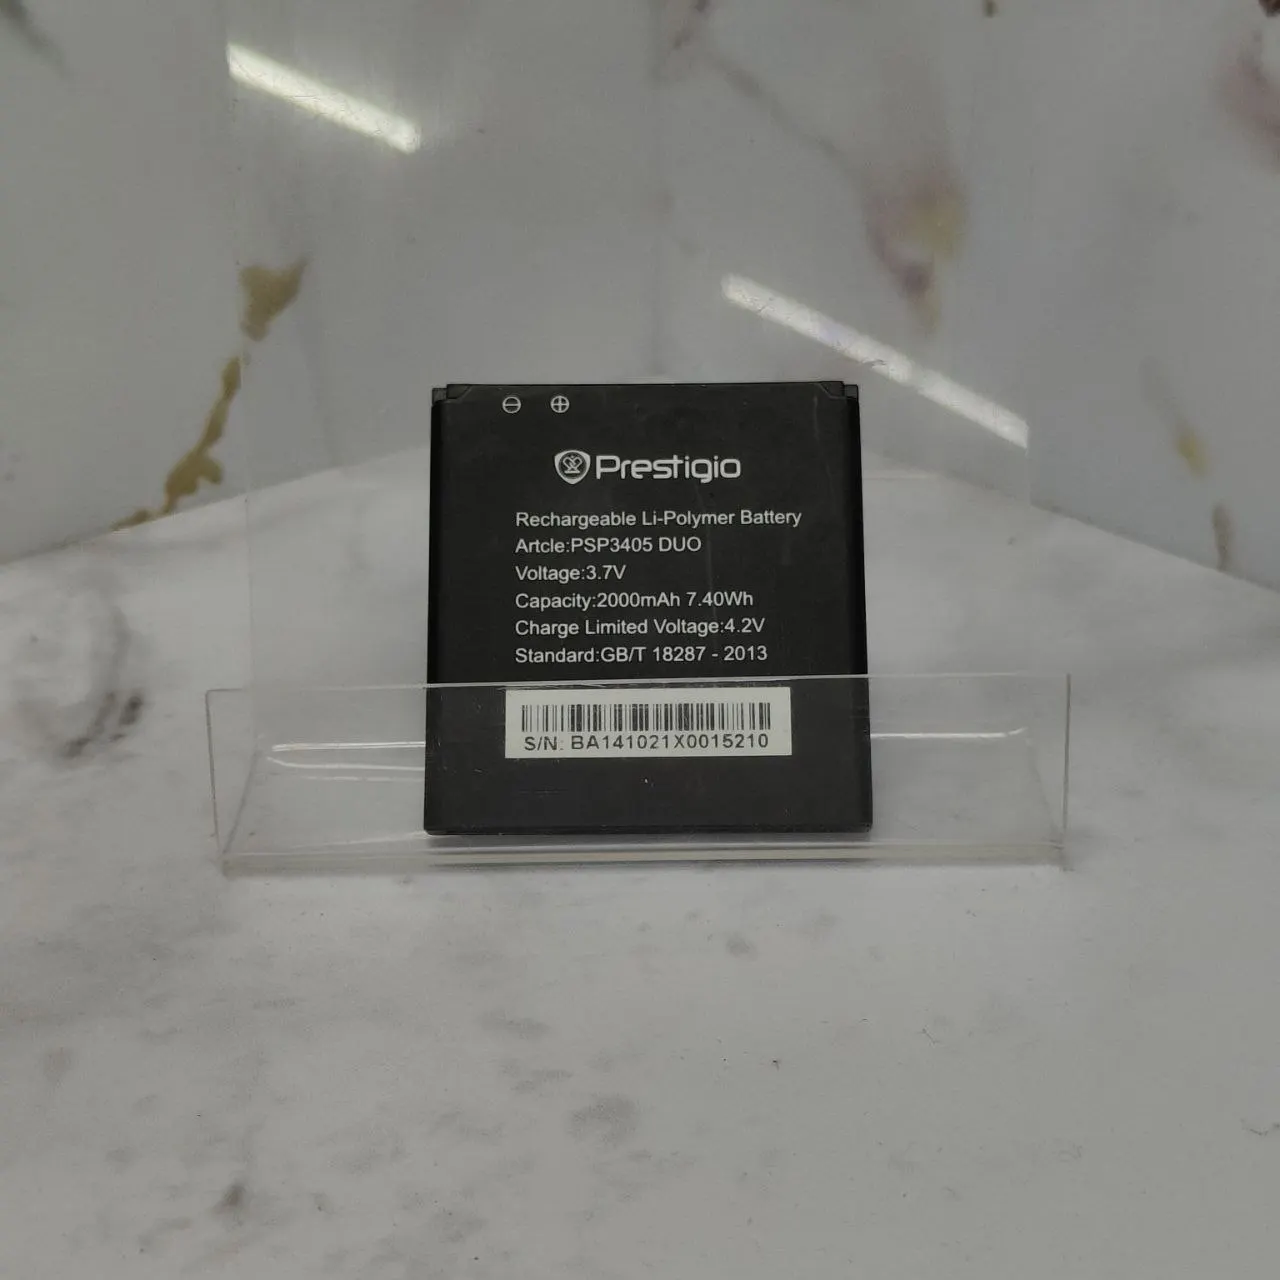 ⊖ ⊕
Prestigio
Rechargeable Li-Polymer Battery
Artcle:PSP3405 DUO
Voltage:3.7V
Capacity:2000mAh 7.40Wh
Charge Limited Voltage:4.2V
Standard:GB/T 18287 - 2013
S/N: BA141021X0015210